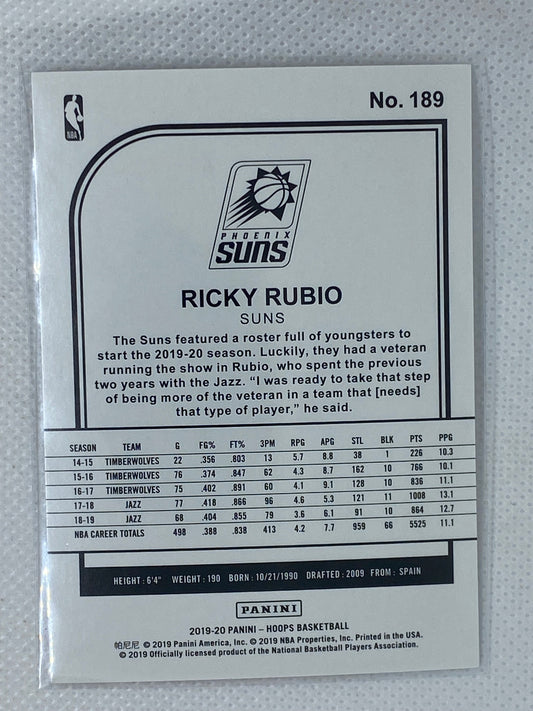 No. 189
NBA
PHOENIX
SUNS
RICKY RUBIO
SUNS
The Suns featured a roster full of youngsters to
start the 2019-20 season. Luckily, they had a veteran
running the show in Rubio, who spent the previous
two years with the Jazz. “I was ready to take that step
of being more of the veteran in a team that [needs]
that type of player,” he said.
SEASON TEAM G FG% FT% 3PM RPG APG STL BLK PTS PPG
14-15 TIMBERWOLVES 22 .356 .803 13 5.7 8.8 38 1 226 10.3
15-16 TIMBERWOLVES 76 .374 .847 62 4.3 8.7 162 10 766 10.1
16-17 TIMBERWOLVES 75 .402 .891 60 4.1 9.1 128 10 836 11.1
17-18 JAZZ 77 .418 .866 96 4.6 5.3 121 11 1008 13.1
18-19 JAZZ 68 .404 .855 79 3.6 6.1 91 10 864 12.7
NBA CAREER TOTALS 498 .388 .838 413 4.2 7.7 959 66 5525 11.1
HEIGHT: 6'4" WEIGHT: 190 BORN: 10/21/1990 DRAFTED: 2009 FROM: SPAIN
PANINI
2019-20 PANINI – HOOPS BASKETBALL
帕尼尼 © 2019 Panini America, Inc. © 2019 NBA Properties, Inc. Printed in the USA.
© 2019 Officially licensed product of the National Basketball Players Association.